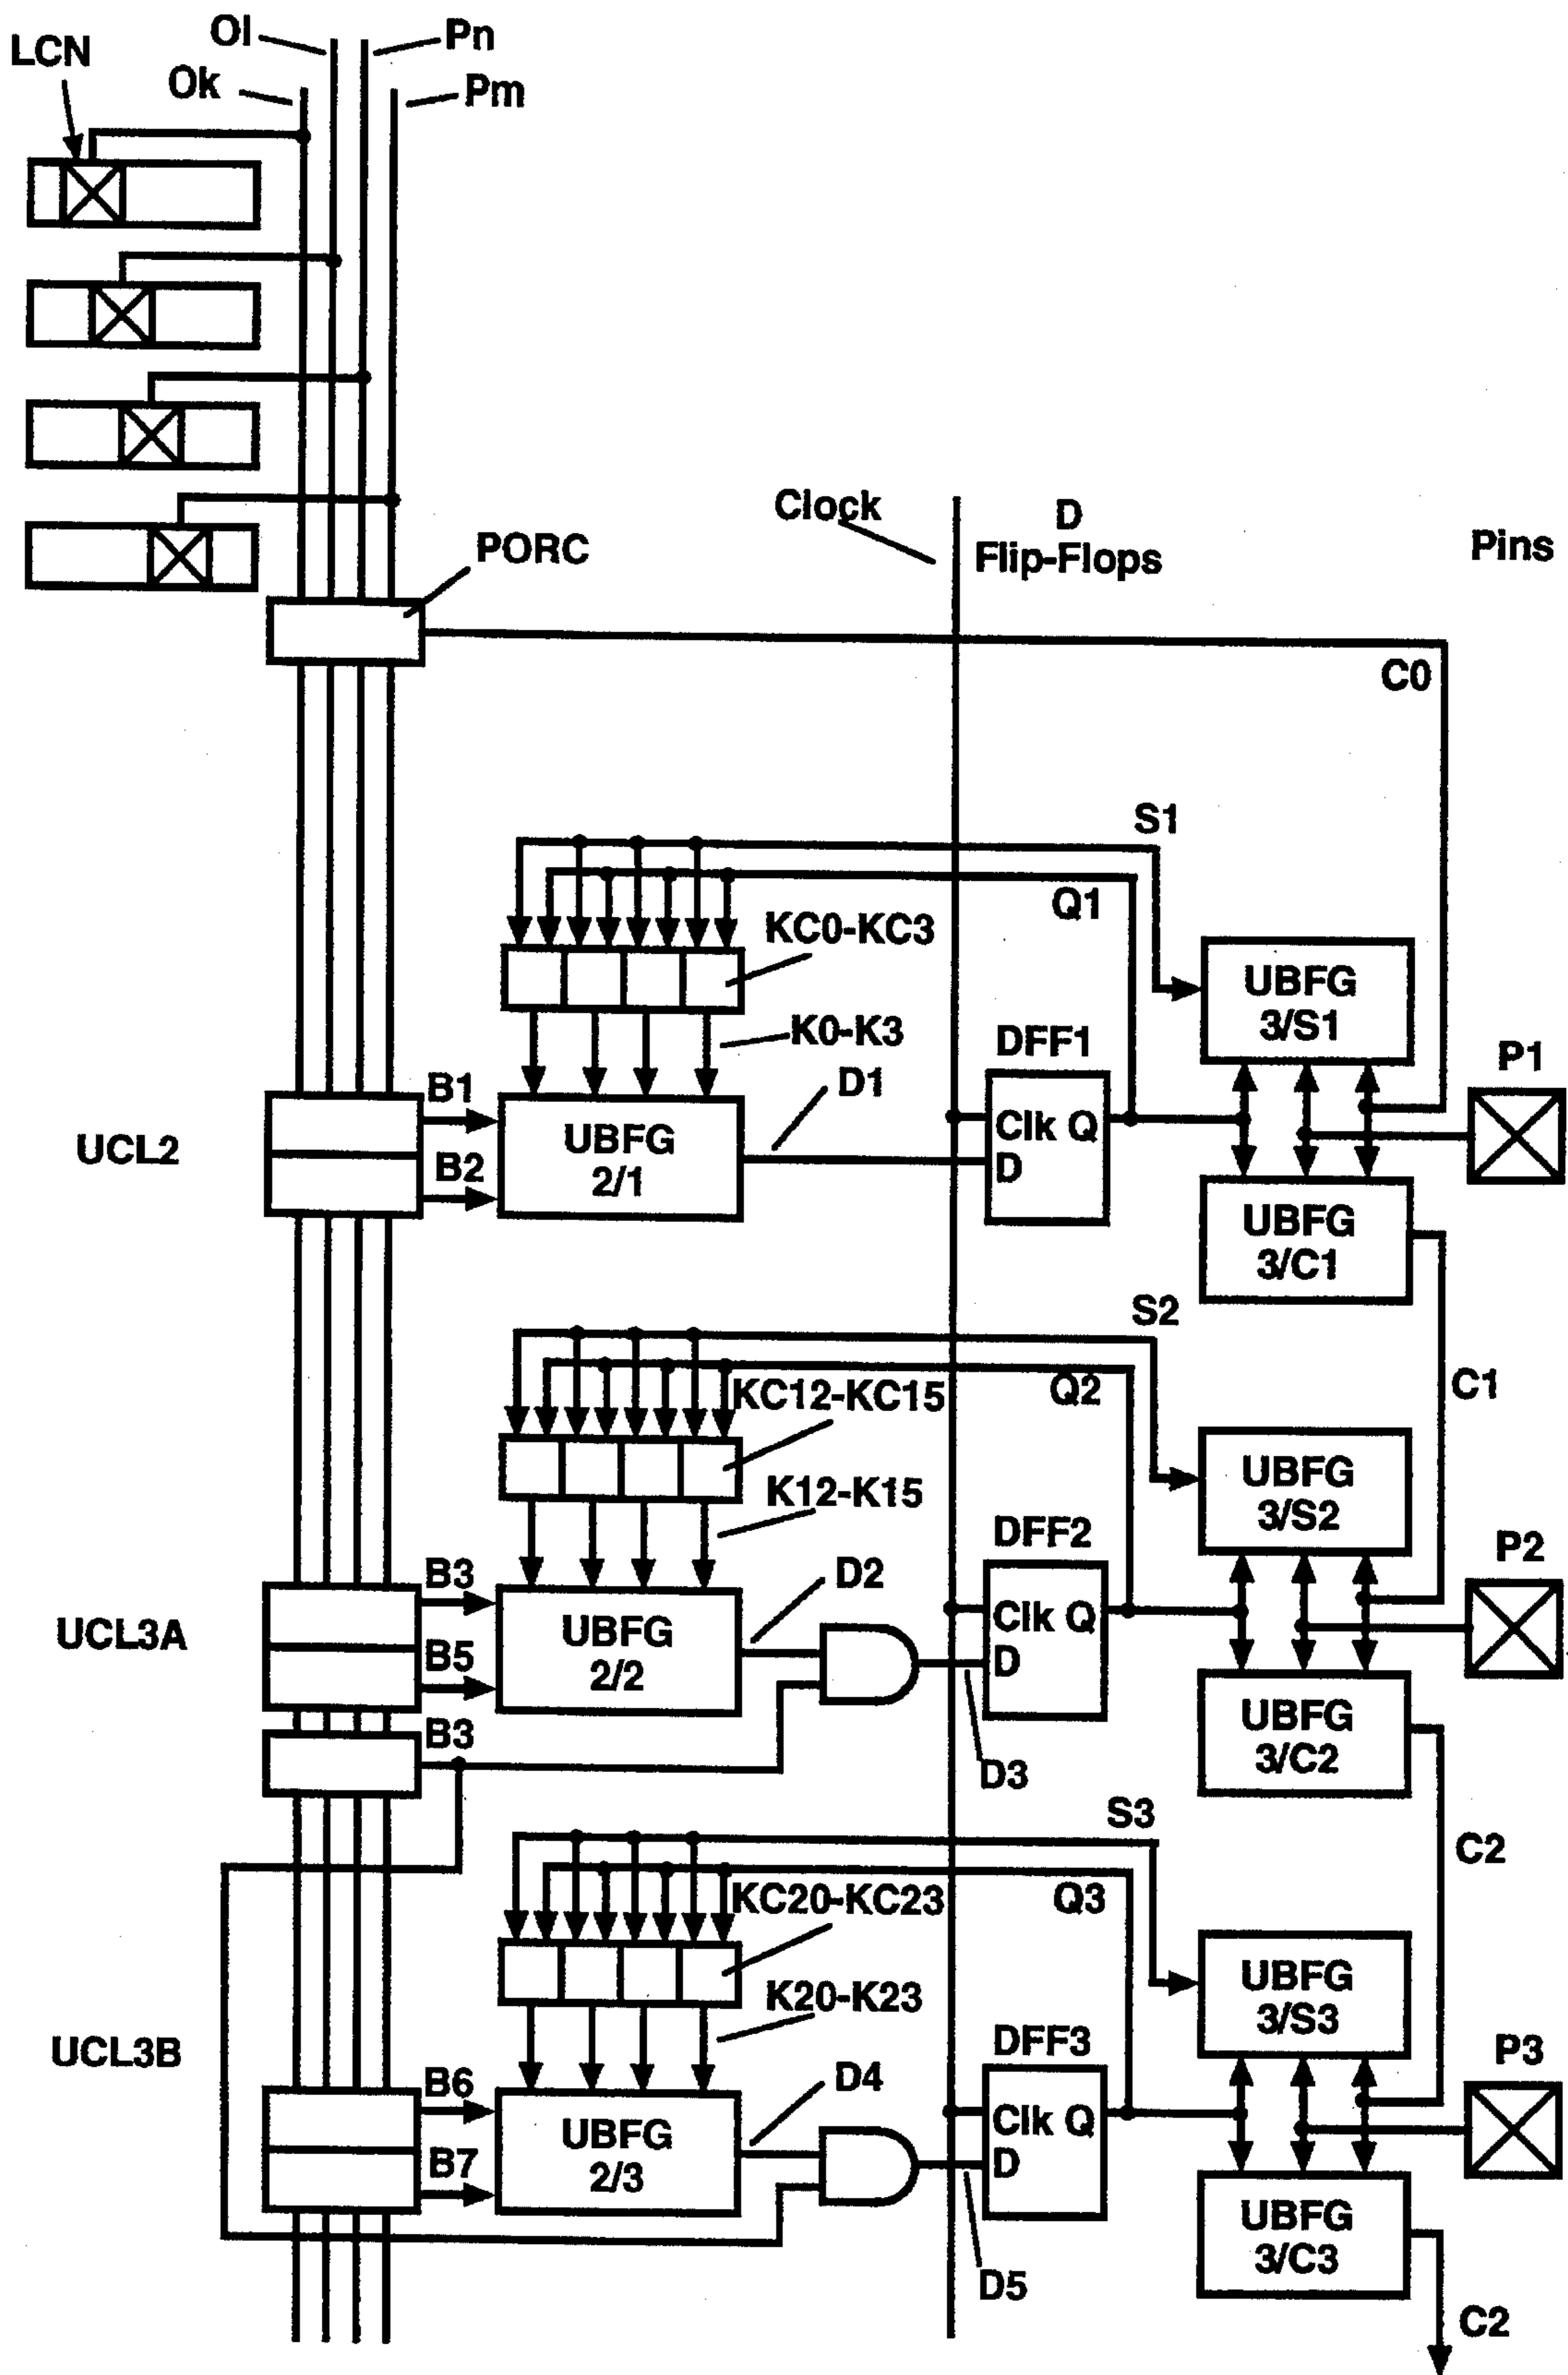 Ol
Pn
LCN
Ok
Pm
PORC
Clock
D
Flip-Flops
Pins
C0
S1
Q1
KC0-KC3
UBFG
3/S1
K0-K3
DFF1
P1
B1
D1
UCL2
UBFG
2/1
Clk Q
D
B2
UBFG
3/C1
S2
C1
KC12-KC15
Q2
UBFG
3/S2
K12-K15
DFF2
P2
B3
D2
UCL3A
UBFG
2/2
Clk Q
D
B5
UBFG
3/C2
B3
D3
S3
C2
KC20-KC23
Q3
UBFG
3/S3
K20-K23
DFF3
P3
UCL3B
B6
D4
UBFG
2/3
Clk Q
D
B7
UBFG
3/C3
D5
C2